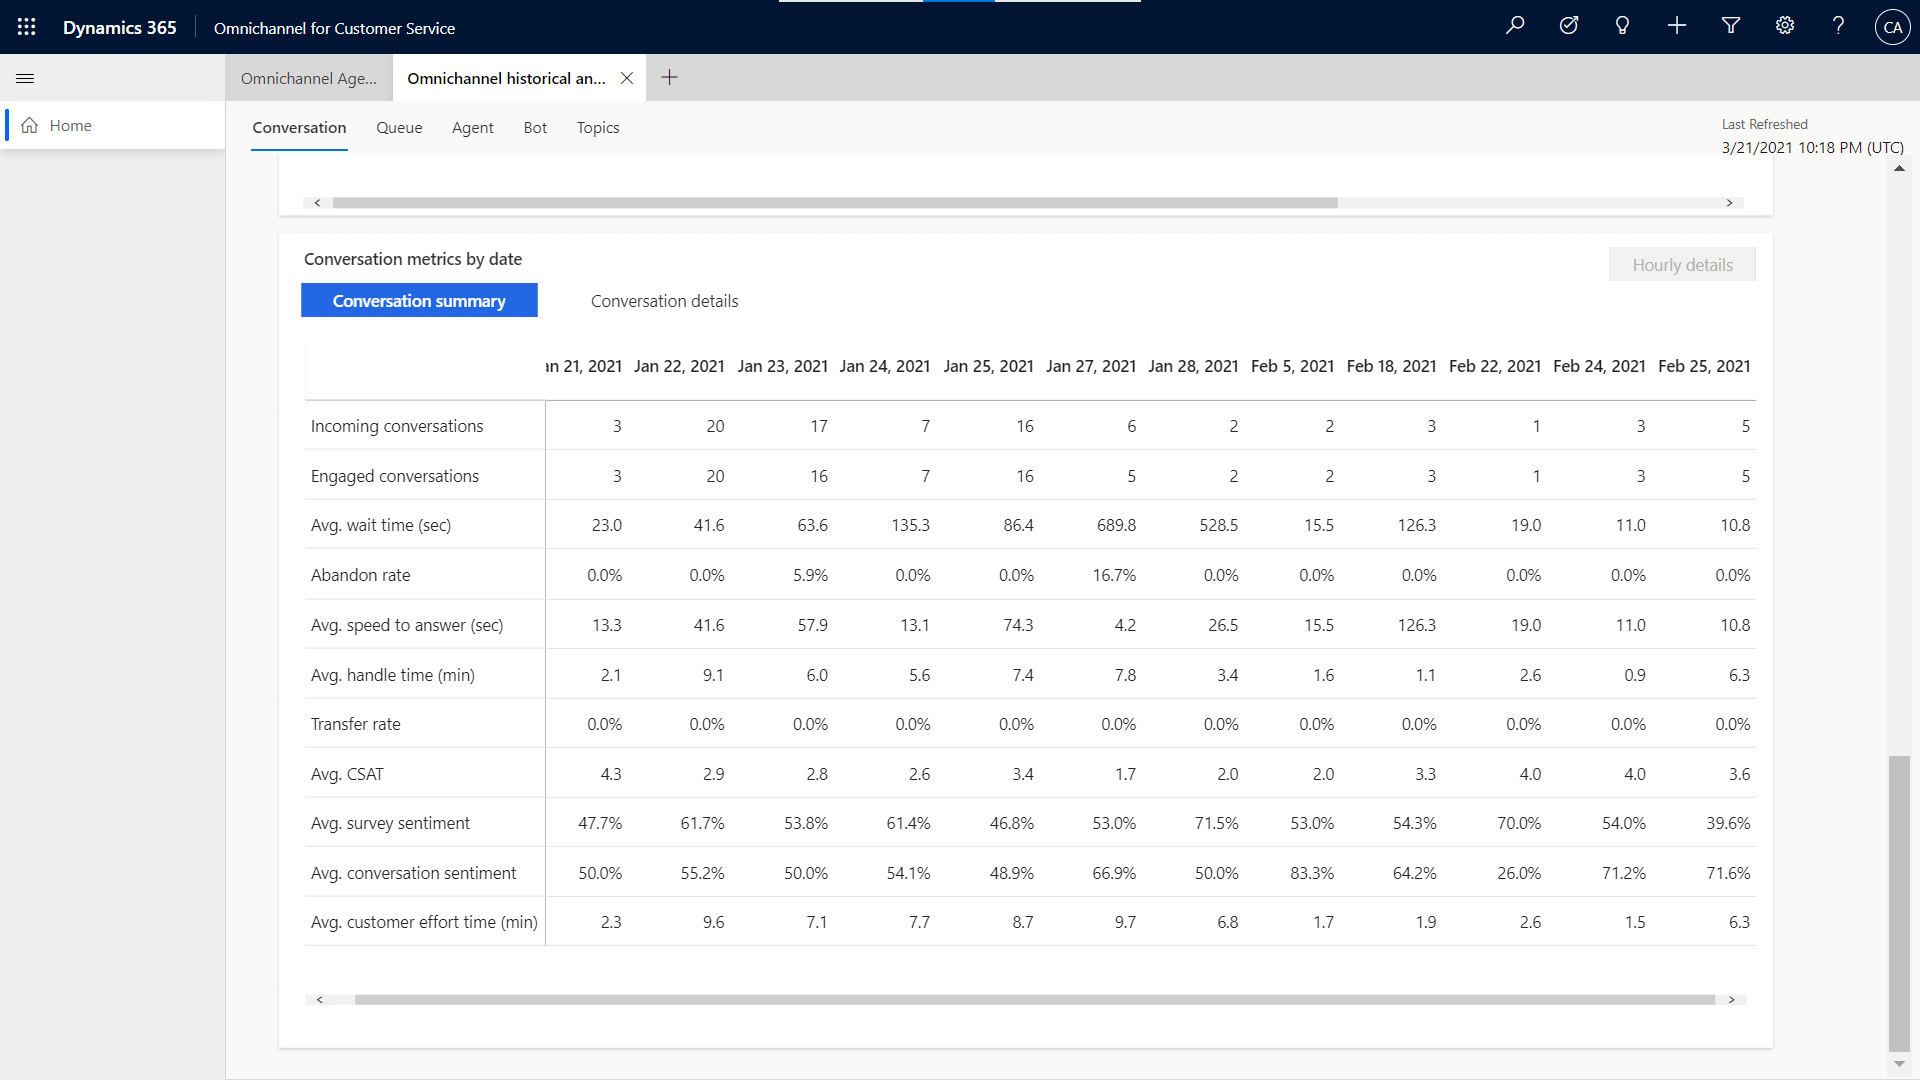 Dynamics 365 Omnichannel for Customer Service CA
Omnichannel Age... Omnichannel historical an...
Home
Conversation Queue Agent Bot Topics
Last Refreshed
3/21/2021 10:18 PM (UTC)
Conversation metrics by date
Hourly details
Conversation summary Conversation details
an 21, 2021 Jan 22, 2021 Jan 23, 2021 Jan 24, 2021 Jan 25, 2021 Jan 27, 2021 Jan 28, 2021 Feb 5, 2021 Feb 18, 2021 Feb 22, 2021 Feb 24, 2021 Feb 25, 2021
Incoming conversations 3 20 17 7 16 6 2 2 3 1 3 5
Engaged conversations 3 20 16 7 16 5 2 2 3 1 3 5
Avg. wait time (sec) 23.0 41.6 63.6 135.3 86.4 689.8 528.5 15.5 126.3 19.0 11.0 10.8
Abandon rate 0.0% 0.0% 5.9% 0.0% 0.0% 16.7% 0.0% 0.0% 0.0% 0.0% 0.0% 0.0%
Avg. speed to answer (sec) 13.3 41.6 57.9 13.1 74.3 4.2 26.5 15.5 126.3 19.0 11.0 10.8
Avg. handle time (min) 2.1 9.1 6.0 5.6 7.4 7.8 3.4 1.6 1.1 2.6 0.9 6.3
Transfer rate 0.0% 0.0% 0.0% 0.0% 0.0% 0.0% 0.0% 0.0% 0.0% 0.0% 0.0% 0.0%
Avg. CSAT 4.3 2.9 2.8 2.6 3.4 1.7 2.0 2.0 3.3 4.0 4.0 3.6
Avg. survey sentiment 47.7% 61.7% 53.8% 61.4% 46.8% 53.0% 71.5% 53.0% 54.3% 70.0% 54.0% 39.6%
Avg. conversation sentiment 50.0% 55.2% 50.0% 54.1% 48.9% 66.9% 50.0% 83.3% 64.2% 26.0% 71.2% 71.6%
Avg. customer effort time (min) 2.3 9.6 7.1 7.7 8.7 9.7 6.8 1.7 1.9 2.6 1.5 6.3